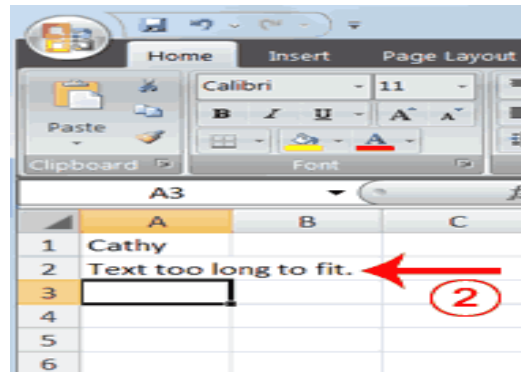 Home Insert Page Layout
Calibri 11
B I U A A
Paste A
Clipboard Font
A3
A B C
1 Cathy
2 Text too long to fit. 2
3
4
5
6